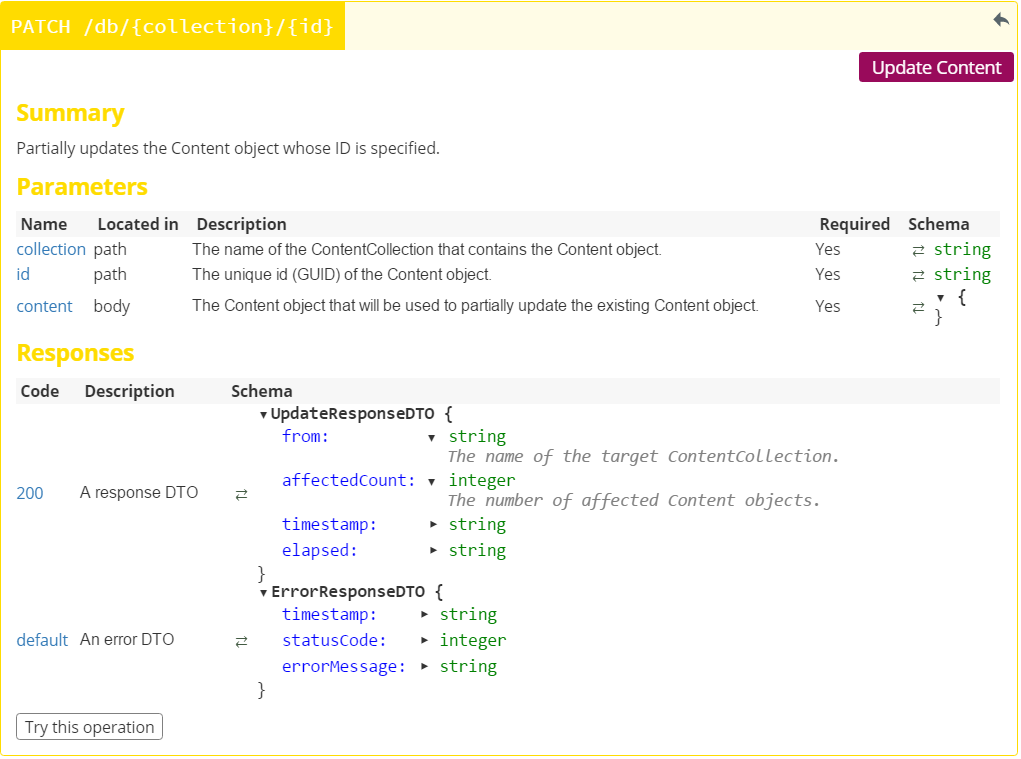 PATCH /db/{collection}/{id}
Update Content
Summary
Partially updates the Content object whose ID is specified.
Parameters
Name Located in Description Required Schema
collection path The name of the ContentCollection that contains the Content object. Yes ⇄ string
id path The unique id (GUID) of the Content object. Yes ⇄ string
content body The Content object that will be used to partially update the existing Content object. Yes ⇄ ▼ {
}
Responses
Code Description Schema
200 A response DTO ⇄ ▼UpdateResponseDTO {
from: ▼ string
The name of the target ContentCollection.
affectedCount: ▼ integer
The number of affected Content objects.
timestamp: ► string
elapsed: ► string
}
default An error DTO ⇄ ▼ErrorResponseDTO {
timestamp: ► string
statusCode: ► integer
errorMessage: ► string
}
Try this operation